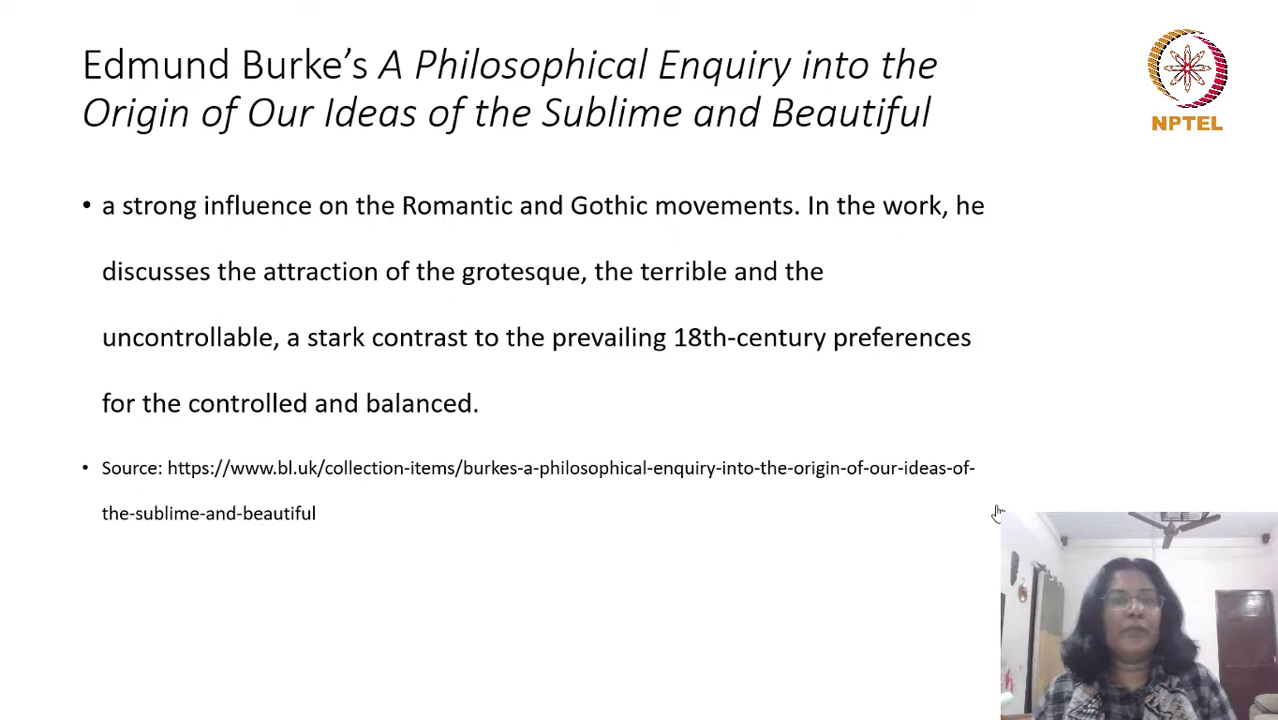 Edmund Burke's A Philosophical Enquiry into the
Origin of Our Ideas of the Sublime and Beautiful
NPTEL
• a strong influence on the Romantic and Gothic movements. In the work, he
discusses the attraction of the grotesque, the terrible and the
uncontrollable, a stark contrast to the prevailing 18th-century preferences
for the controlled and balanced.
• Source: https://www.bl.uk/collection-items/burkes-a-philosophical-enquiry-into-the-origin-of-our-ideas-of-
the-sublime-and-beautiful